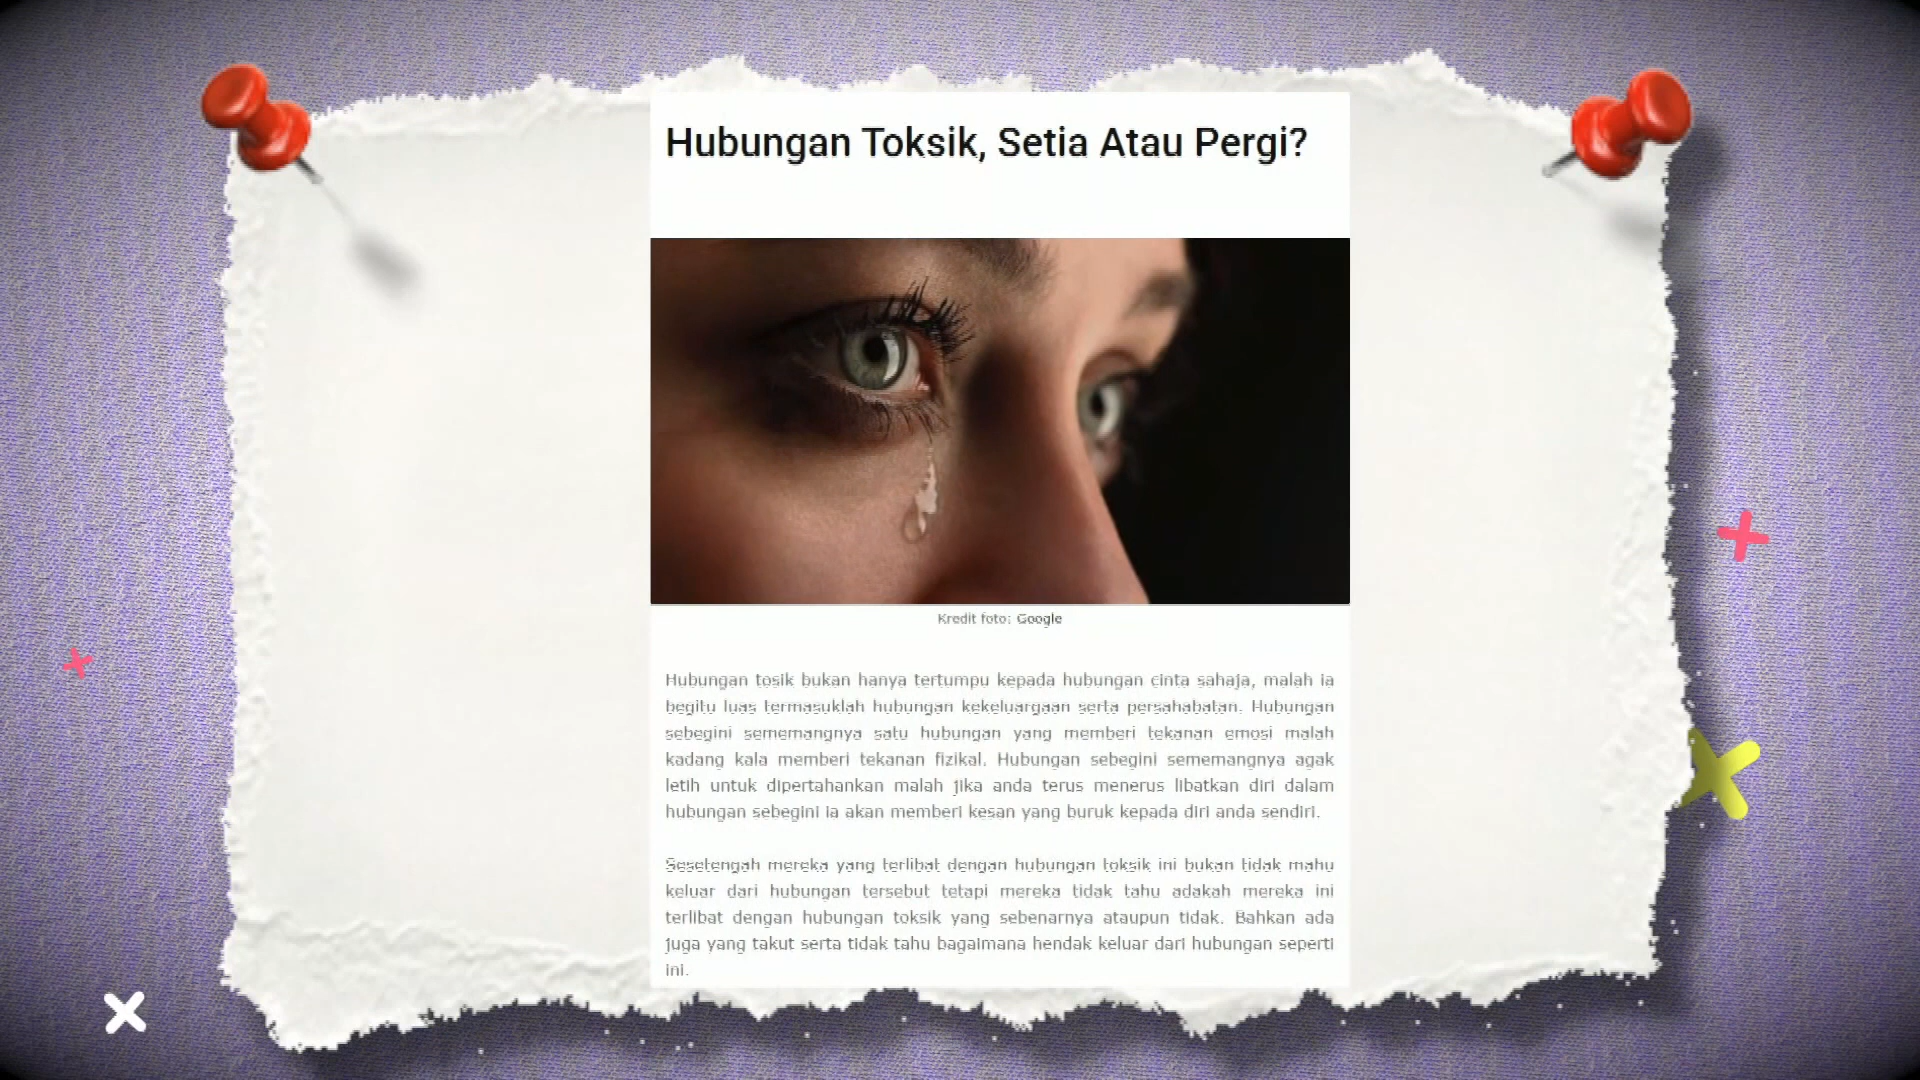 Hubungan Toksik, Setia Atau Pergi?
Kredit foto: Google
Hubungan tosik bukan hanya tertumpu kepada hubungan cinta sahaja, malah ia
begitu luas termasuklah hubungan kekeluargaan serta persahabatan. Hubungan
sebegini sememangnya satu hubungan yang memberi tekanan emosi malah
kadang kala memberi tekanan fizikal. Hubungan sebegini sememangnya agak
letih untuk dipertahankan malah jika anda terus menerus libatkan diri dalam
hubungan sebegini ia akan memberi kesan yang buruk kepada diri anda sendiri.
Sesetengah mereka yang terlibat dengan hubungan toksik ini bukan tidak mahu
keluar dari hubungan tersebut tetapi mereka tidak tahu adakah mereka ini
terlibat dengan hubungan toksik yang sebenarnya ataupun tidak. Bahkan ada
juga yang takut serta tidak tahu bagaimana hendak keluar dari hubungan seperti
ini.